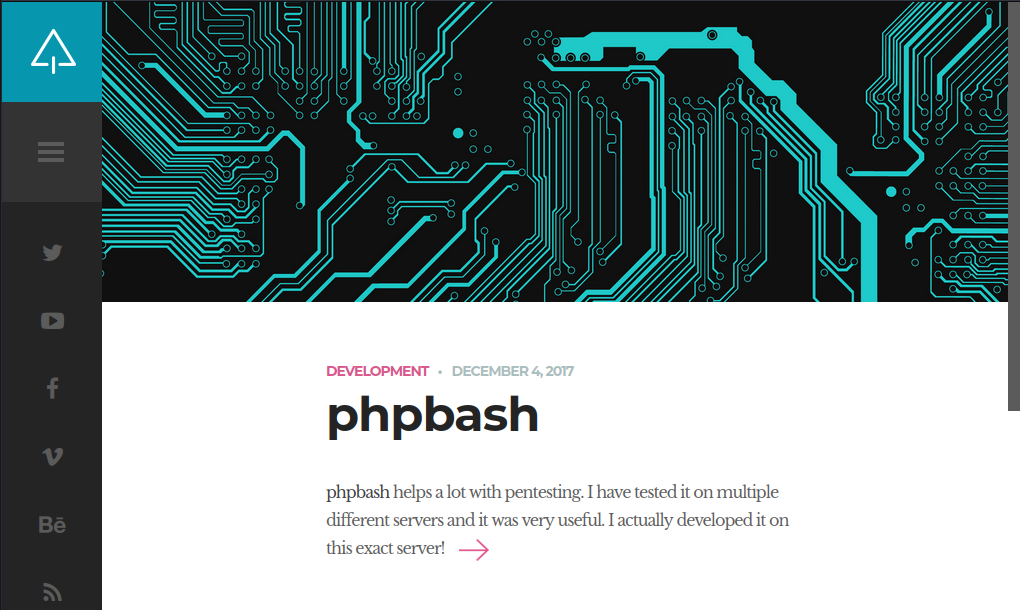 Bē
DEVELOPMENT • DECEMBER 4, 2017
phpbash
phpbash helps a lot with pentesting. I have tested it on multiple
different servers and it was very useful. I actually developed it on
this exact server!